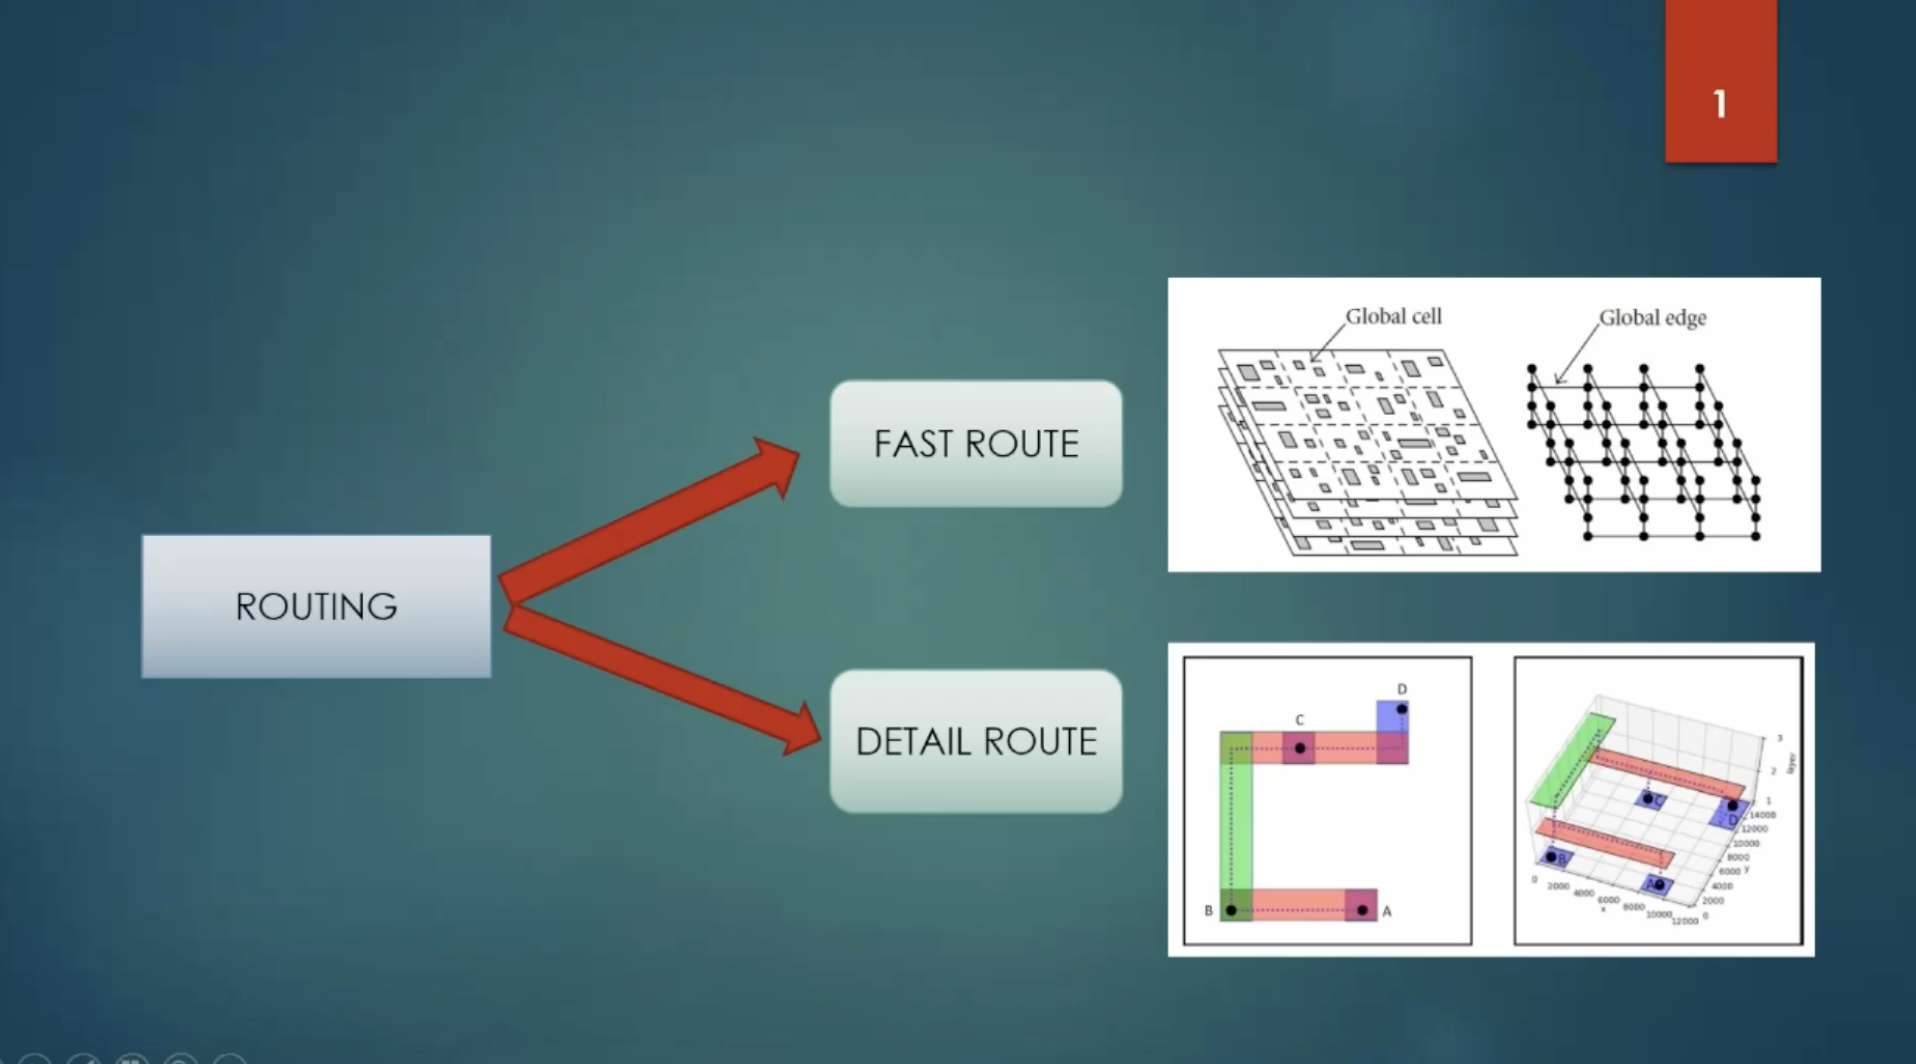 1
ROUTING
FAST ROUTE
DETAIL ROUTE
Global cell
Global edge
D
C
B
A
C
D
B
A
3
2
1
layer
14000
12000
10000
8000
6000
4000
2000
0
y
0
2000
4000
6000
8000
10000
12000
x